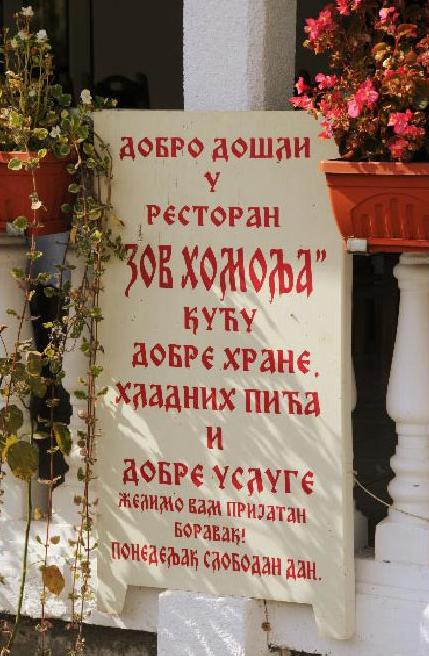 ДОБРО ДОШЛИ
У
РЕСТОРАН
ЗОВ ХОМОЉА”
КУЋУ
ДОБРЕ ХРАНЕ,
ХЛАДНИХ ПИЋА
И
ДОБРЕ УСЛУГЕ
ЖЕЛИМО ВАМ ПРИЈАТАН
БОРАВАК!
ПОНЕДЕЉАК СЛОБОДАН ДАН.